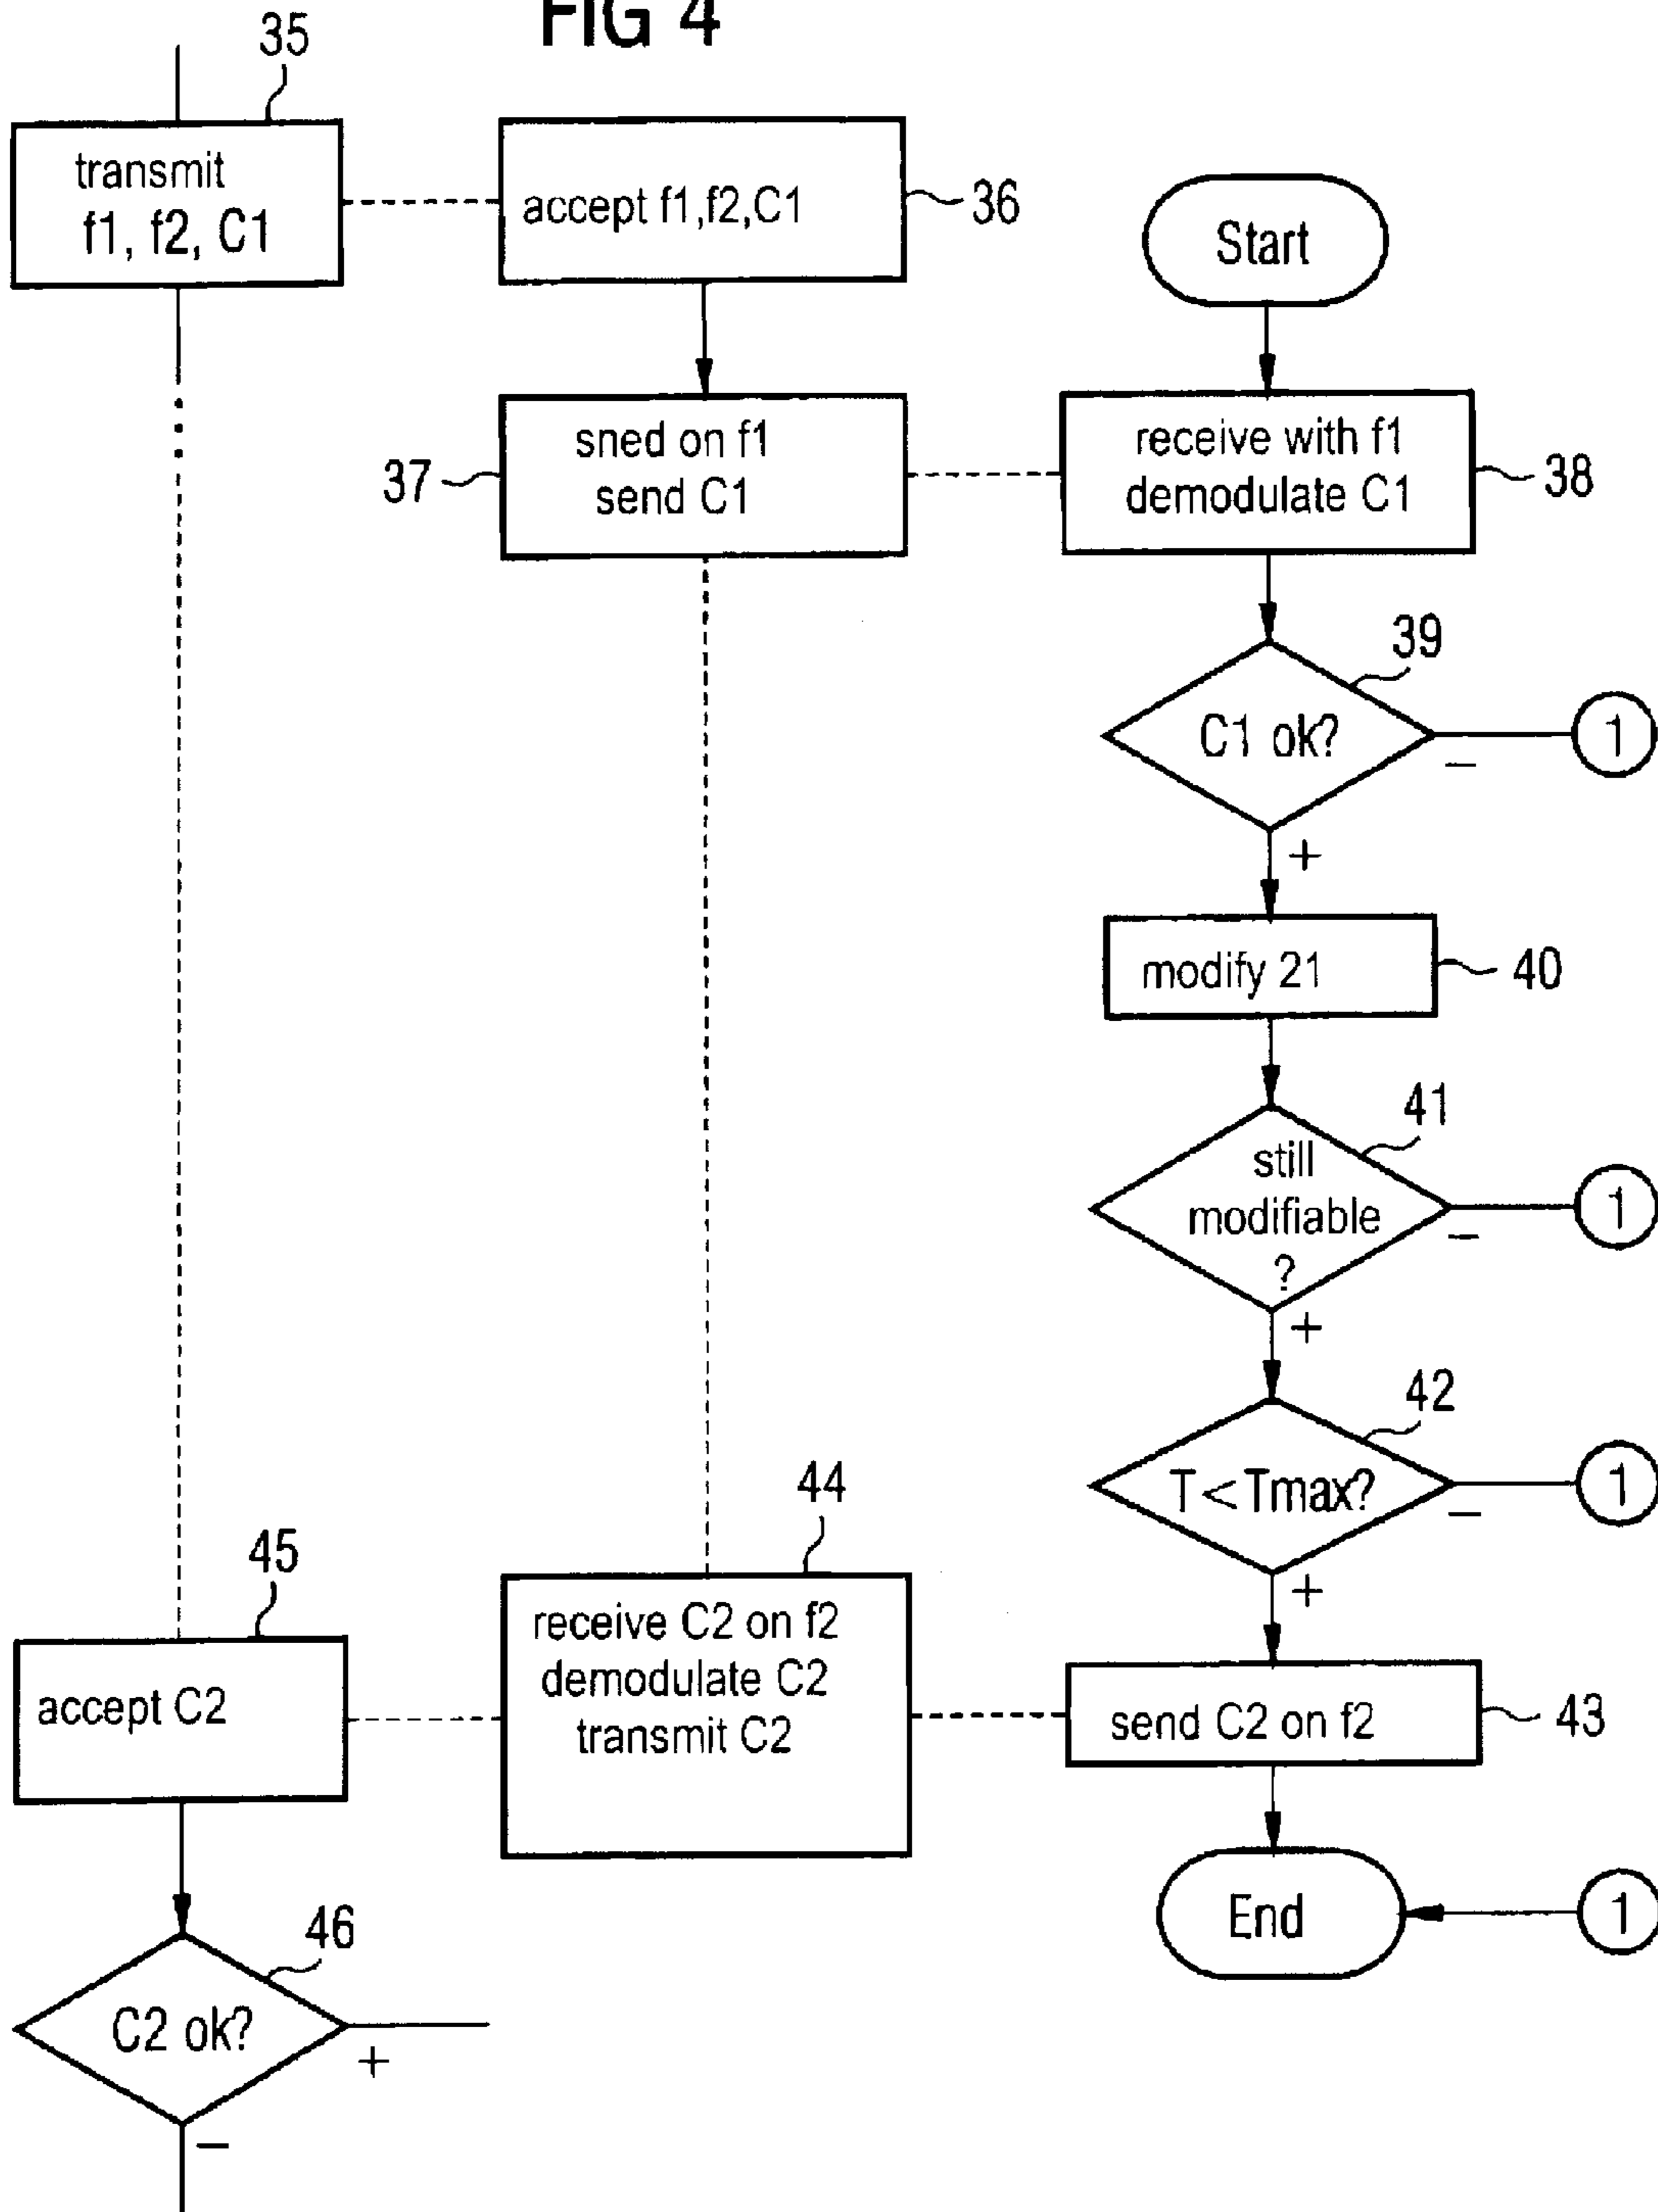 FIG 4
35
transmit
f1, f2, C1
accept f1,f2,C1
36
Start
37
sned on f1
send C1
receive with f1
demodulate C1
38
39
C1 ok?
1
−
+
modify 21
40
41
still
modifiable
?
1
−
+
42
T<Tmax?
1
−
+
45
accept C2
44
receive C2 on f2
demodulate C2
transmit C2
send C2 on f2
43
46
C2 ok?
+
−
End
1